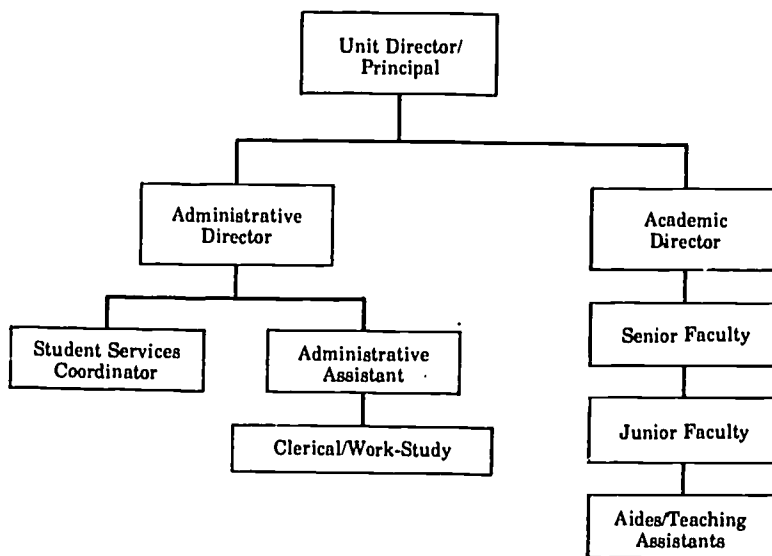 Unit Director/
Principal
Administrative
Director
Academic
Director
Student Services
Coordinator
Administrative
Assistant
Senior Faculty
Clerical/Work-Study
Junior Faculty
Aides/Teaching
Assistants